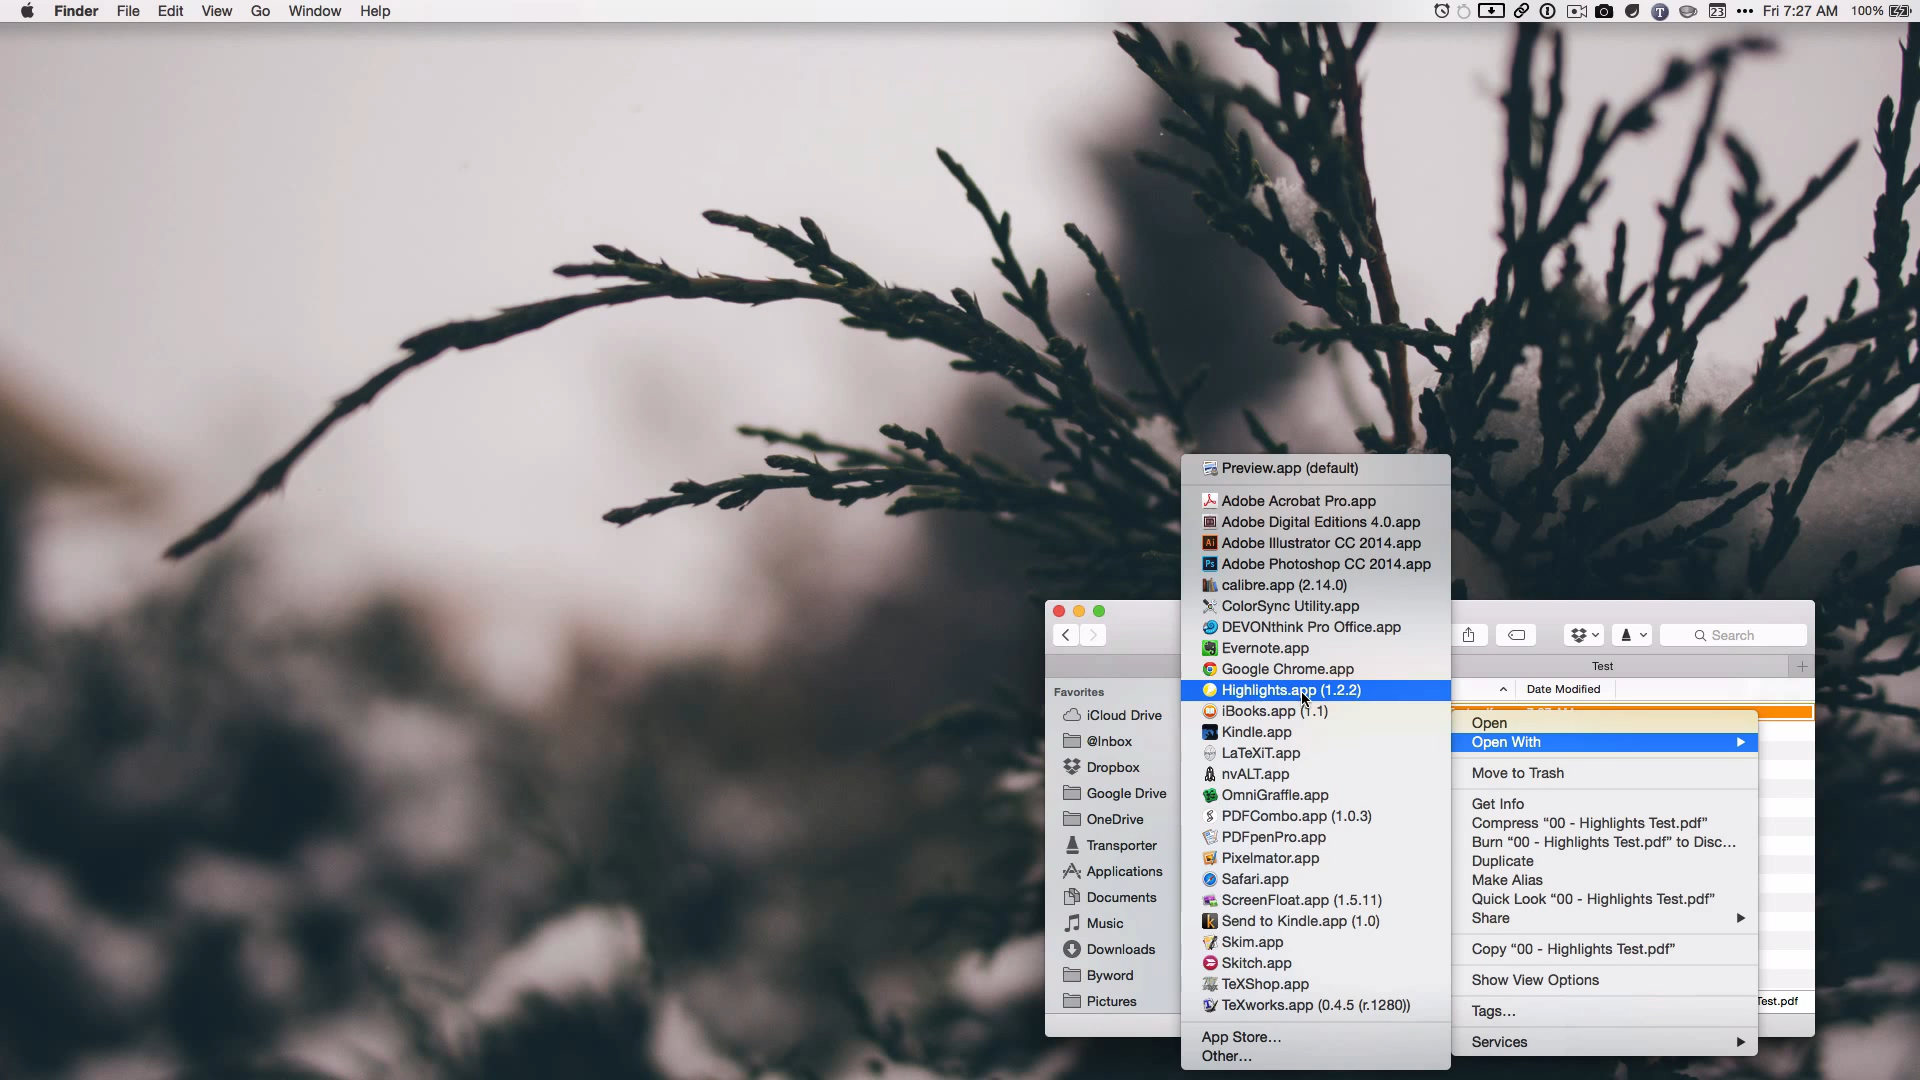 Finder File Edit View Go Window Help
23 Fri 7:27 AM 100%
Preview.app (default)
Adobe Acrobat Pro.app
Adobe Digital Editions 4.0.app
Adobe Illustrator CC 2014.app
Adobe Photoshop CC 2014.app
calibre.app (2.14.0)
ColorSync Utility.app
DEVONthink Pro Office.app
Evernote.app
Google Chrome.app
Highlights.app (1.2.2)
iBooks.app (1.1)
Kindle.app
LaTeXiT.app
nvALT.app
OmniGraffle.app
PDFCombo.app (1.0.3)
PDFpenPro.app
Pixelmator.app
Safari.app
ScreenFloat.app (1.5.11)
Send to Kindle.app (1.0)
Skim.app
Skitch.app
TeXShop.app
TeXworks.app (0.4.5 (r.1280))
App Store...
Other...
Search
Test
Date Modified
Favorites
iCloud Drive
@Inbox
Dropbox
Google Drive
OneDrive
Transporter
Applications
Documents
Music
Downloads
Byword
Pictures
Open
Open With
Move to Trash
Get Info
Compress “00 - Highlights Test.pdf”
Burn “00 - Highlights Test.pdf” to Disc...
Duplicate
Make Alias
Quick Look “00 - Highlights Test.pdf”
Share
Copy “00 - Highlights Test.pdf”
Show View Options
Tags...
Services
Test.pdf